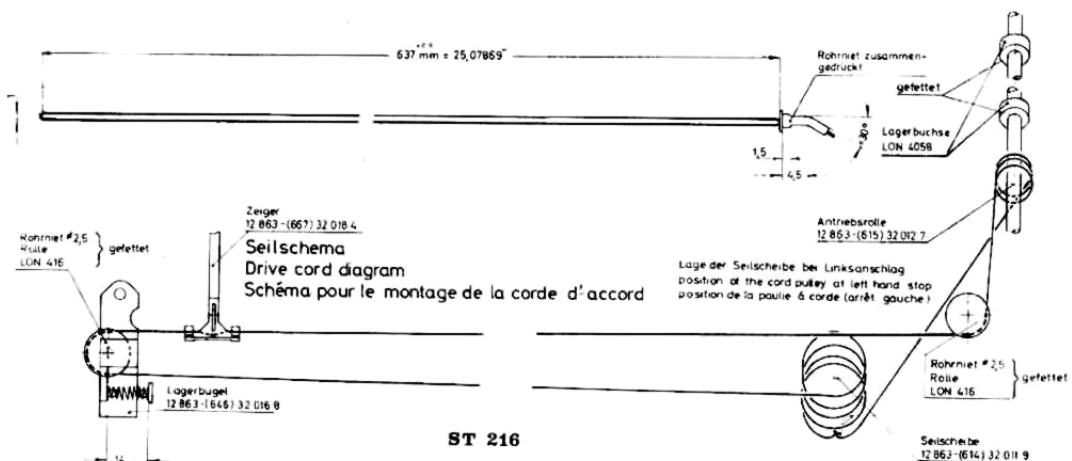 637 mm = 25,07869"
Rohrniet zusammen-
gedrückt
gefettet
30°
Lagerbuchse
LON 4058
1,5
4,5
Zeiger
12 863-(667) 32 018 4
Rohrniet ⌀2,5
Rolle
LON 416
gefettet
Seilschema
Drive cord diagram
Schéma pour le montage de la corde d'accord
Antriebsrolle
12 863-(615) 32 012 7
Lage der Seilscheibe bei Linksanschlag
position of the cord pulley at left hand stop
position de la poulie á corde (arrêt gauche)
Lagerbugel
12 863-(646) 32 016 8
Rohrniet ⌀2,5
Rolle
LON 416
gefettet
ST 216
Seilscheibe
12 863-(614) 32 011 9
14